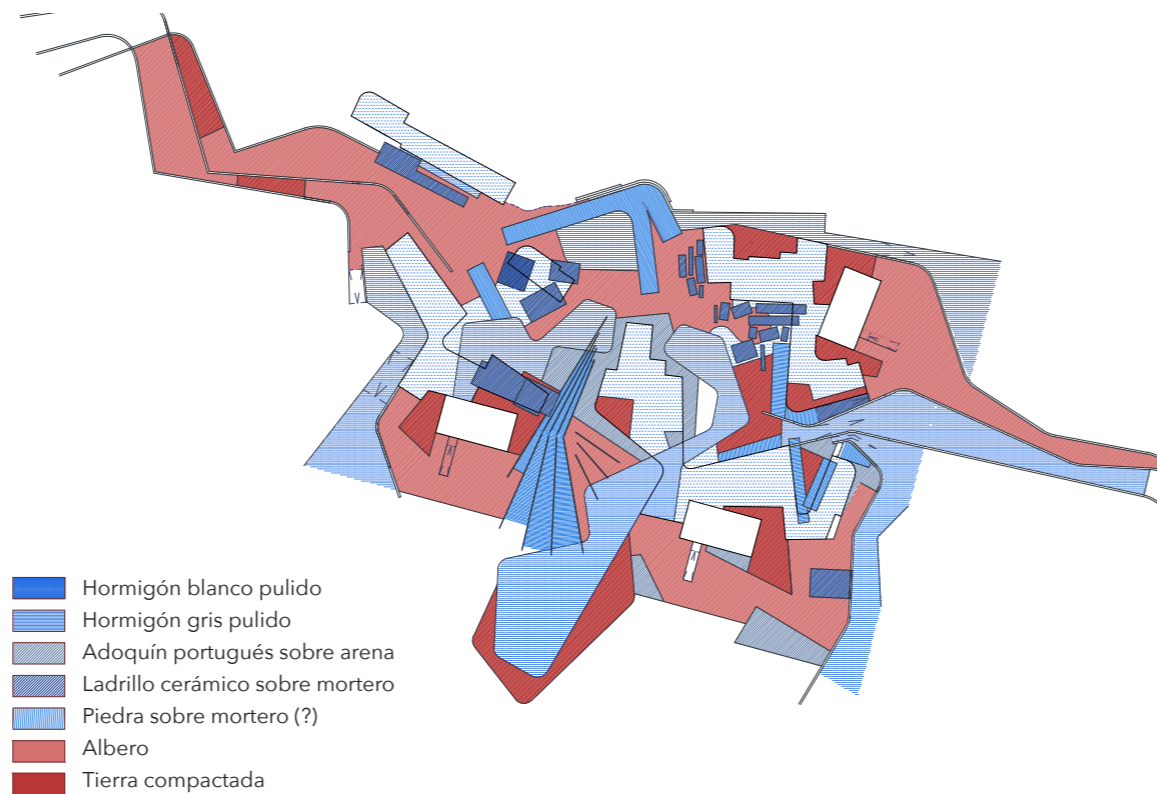 Hormigón blanco pulido
Hormigón gris pulido
Adoquín portugués sobre arena
Ladrillo cerámico sobre mortero
Piedra sobre mortero (?)
Albero
Tierra compactada